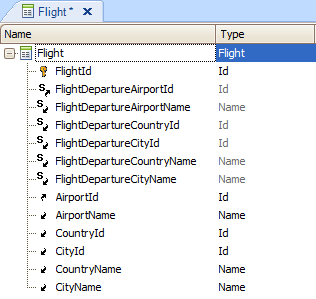 Flight *
Name Type
Flight Flight
FlightId Id
FlightDepartureAirportId Id
FlightDepartureAirportName Name
FlightDepartureCountryId Id
FlightDepartureCityId Id
FlightDepartureCountryName Name
FlightDepartureCityName Name
AirportId Id
AirportName Name
CountryId Id
CityId Id
CountryName Name
CityName Name